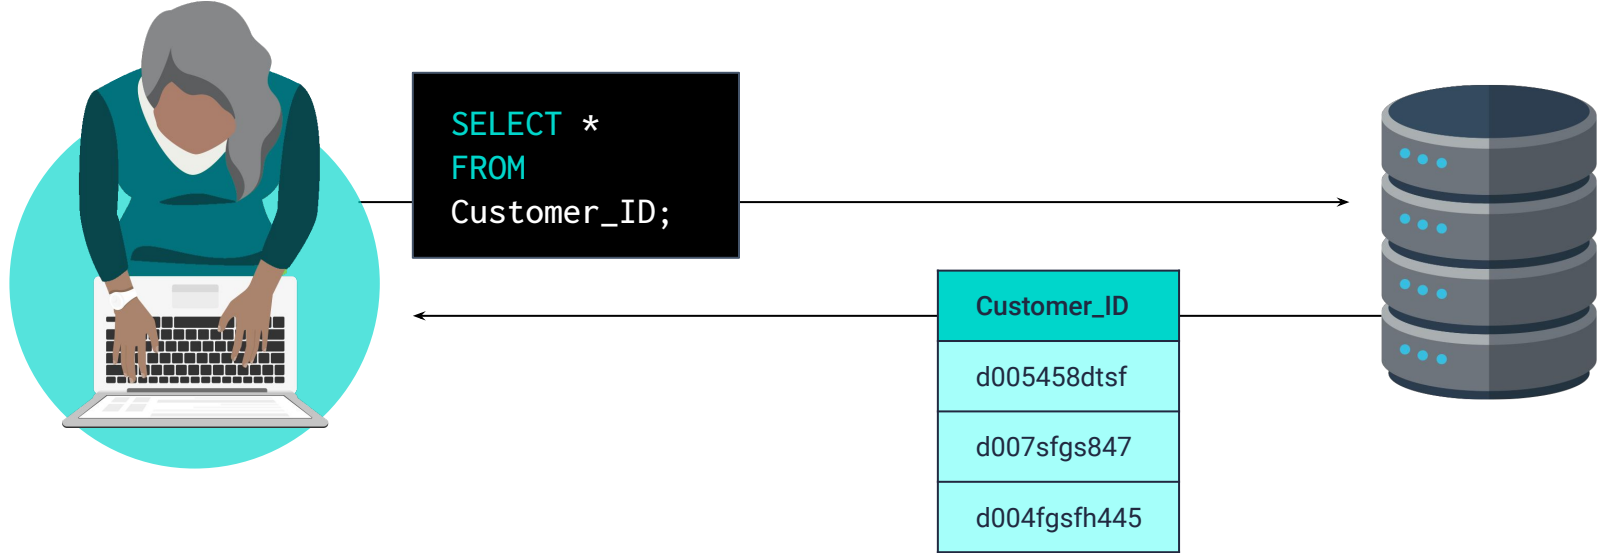 SELECT *
FROM
Customer_ID;
Customer_ID
d005458dtsf
d007sfgs847
d004fgsfh445